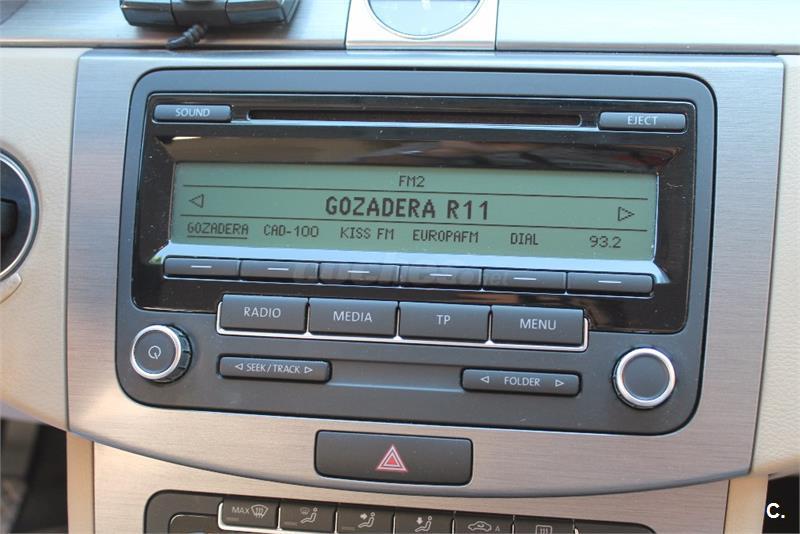 SOUND
EJECT
FM2
GOZADERA R11
GOZADERA CAD-100 KISS FM EUROPAFM DIAL 93.2
RADIO MEDIA TP MENU
SEEK/TRACK
FOLDER
MAX
A
C.